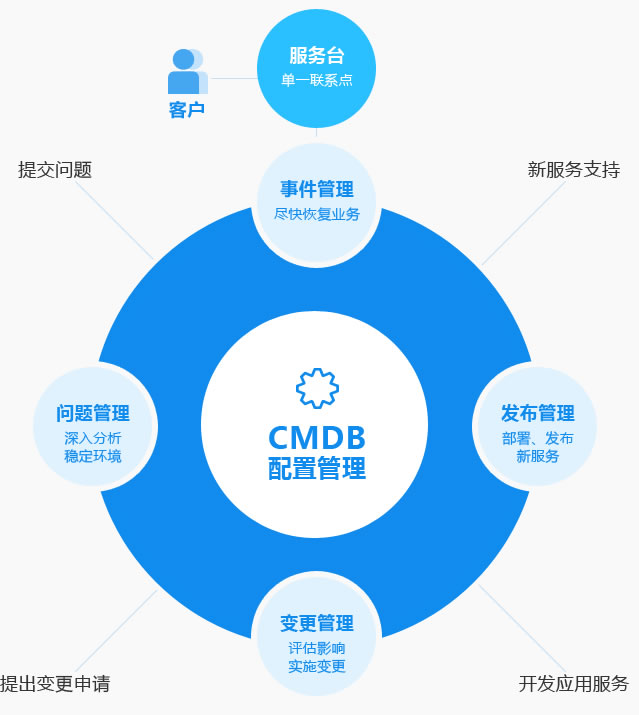 服务台
单一联系点
客户
提交问题
新服务支持
事件管理
尽快恢复业务
问题管理
深入分析
稳定环境
CMDB
配置管理
发布管理
部署、发布
新服务
变更管理
评估影响
实施变更
提出变更申请
开发应用服务